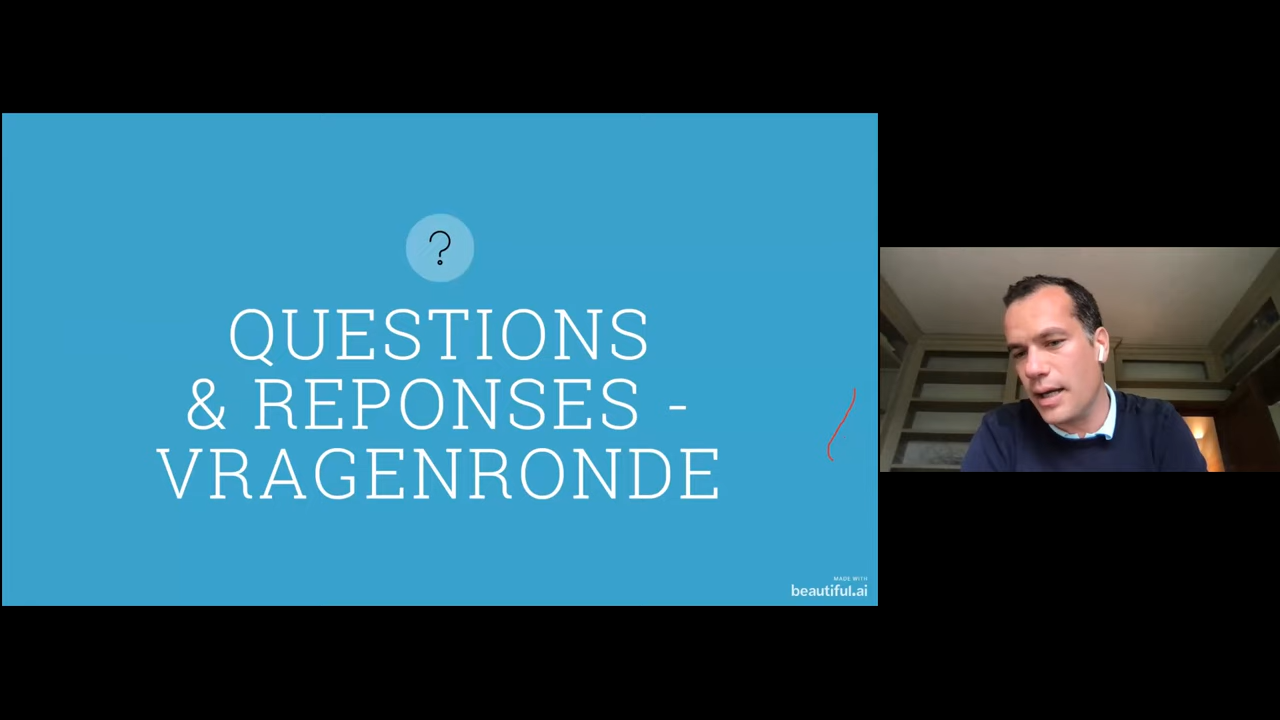 ?
QUESTIONS
& REPONSES -
VRAGENRONDE
MADE WITH
beautiful.ai